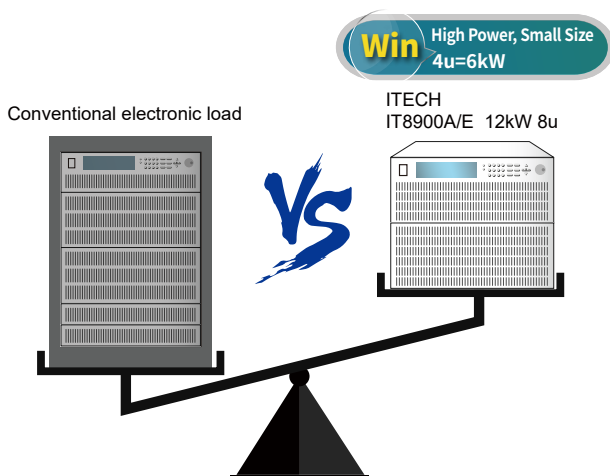 Win
High Power, Small Size
4u=6kW
ITECH
IT8900A/E 12kW 8u
Conventional electronic load
VS